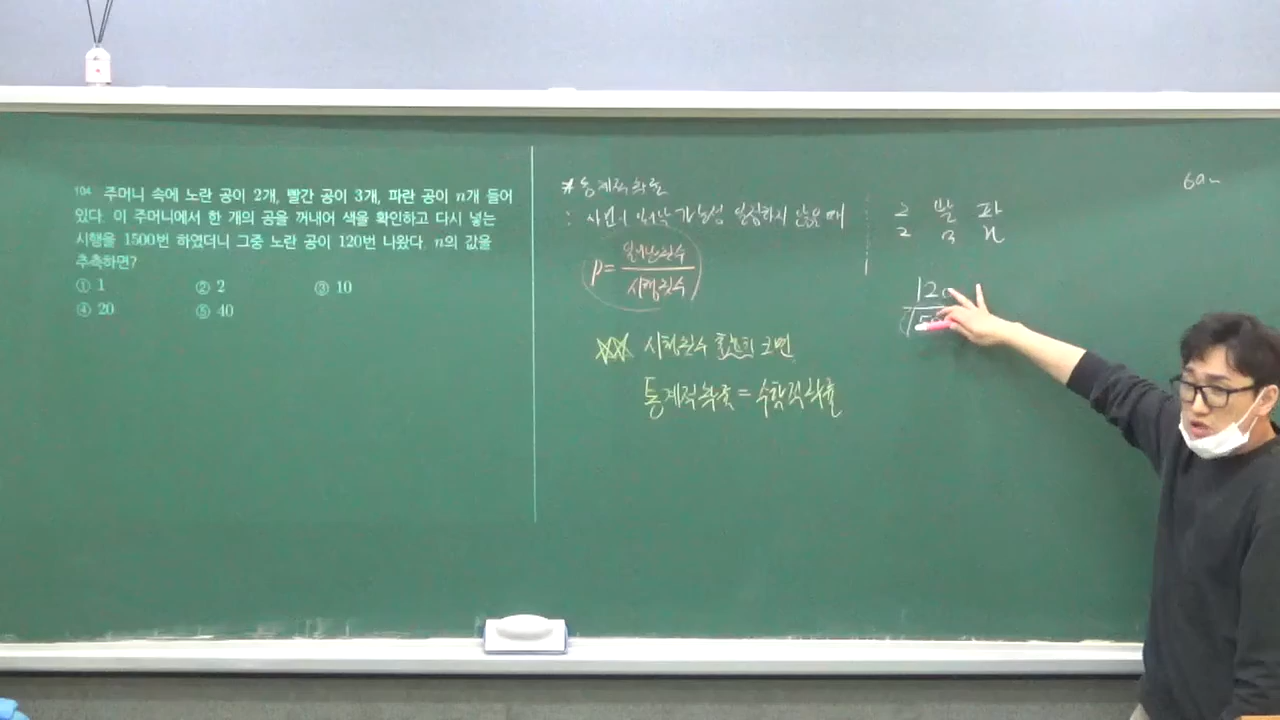 104 주머니 속에 노란 공이 2개, 빨간 공이 3개, 파란 공이 n개 들어
있다. 이 주머니에서 한 개의 공을 꺼내어 색을 확인하고 다시 넣는
시행을 1500번 하였더니 그중 노란 공이 120번 나왔다. n의 값을
추측하면?
① 1 ② 2 ③ 10
④ 20 ⑤ 40
* 통계적 확률
: 사건이 일어날 가능성 일정하지 않을 때
p = 일어난 횟수 / 시행횟수
시행횟수 충분히 크면
통계적확률 = 수학적확률
빨 파
2 3 n